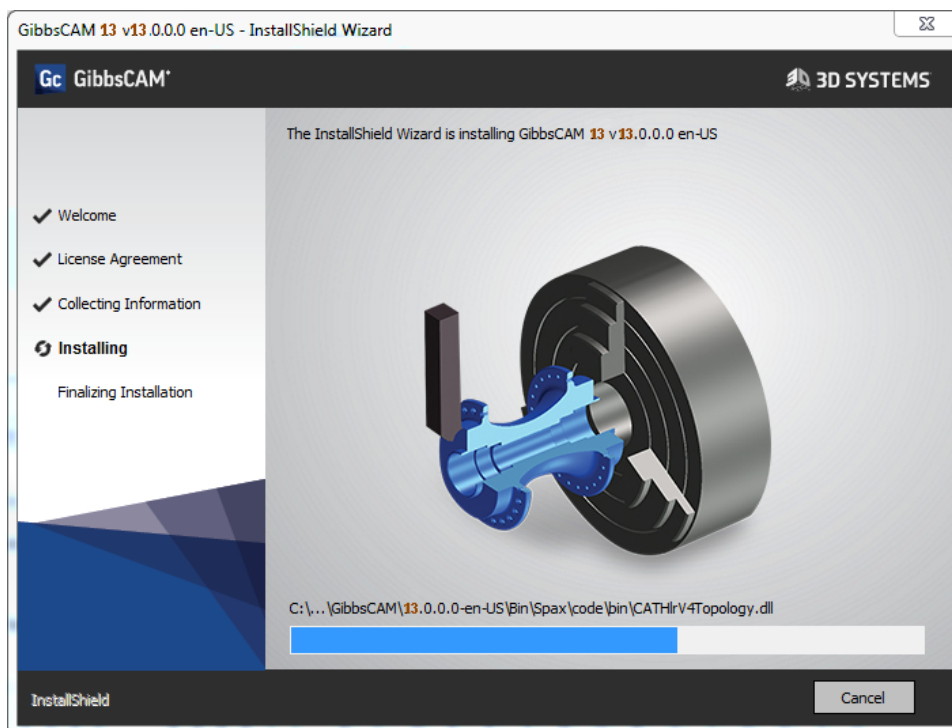 GibbsCAM 13 v13.0.0.0 en-US - InstallShield Wizard
Gc GibbsCAM®
3D SYSTEMS
The InstallShield Wizard is installing GibbsCAM 13 v13.0.0.0 en-US
Welcome
License Agreement
Collecting Information
Installing
Finalizing Installation
C:\...\GibbsCAM\13.0.0.0-en-US\Bin\Spax\code\bin\CATHlrV4Topology.dll
InstallShield
Cancel